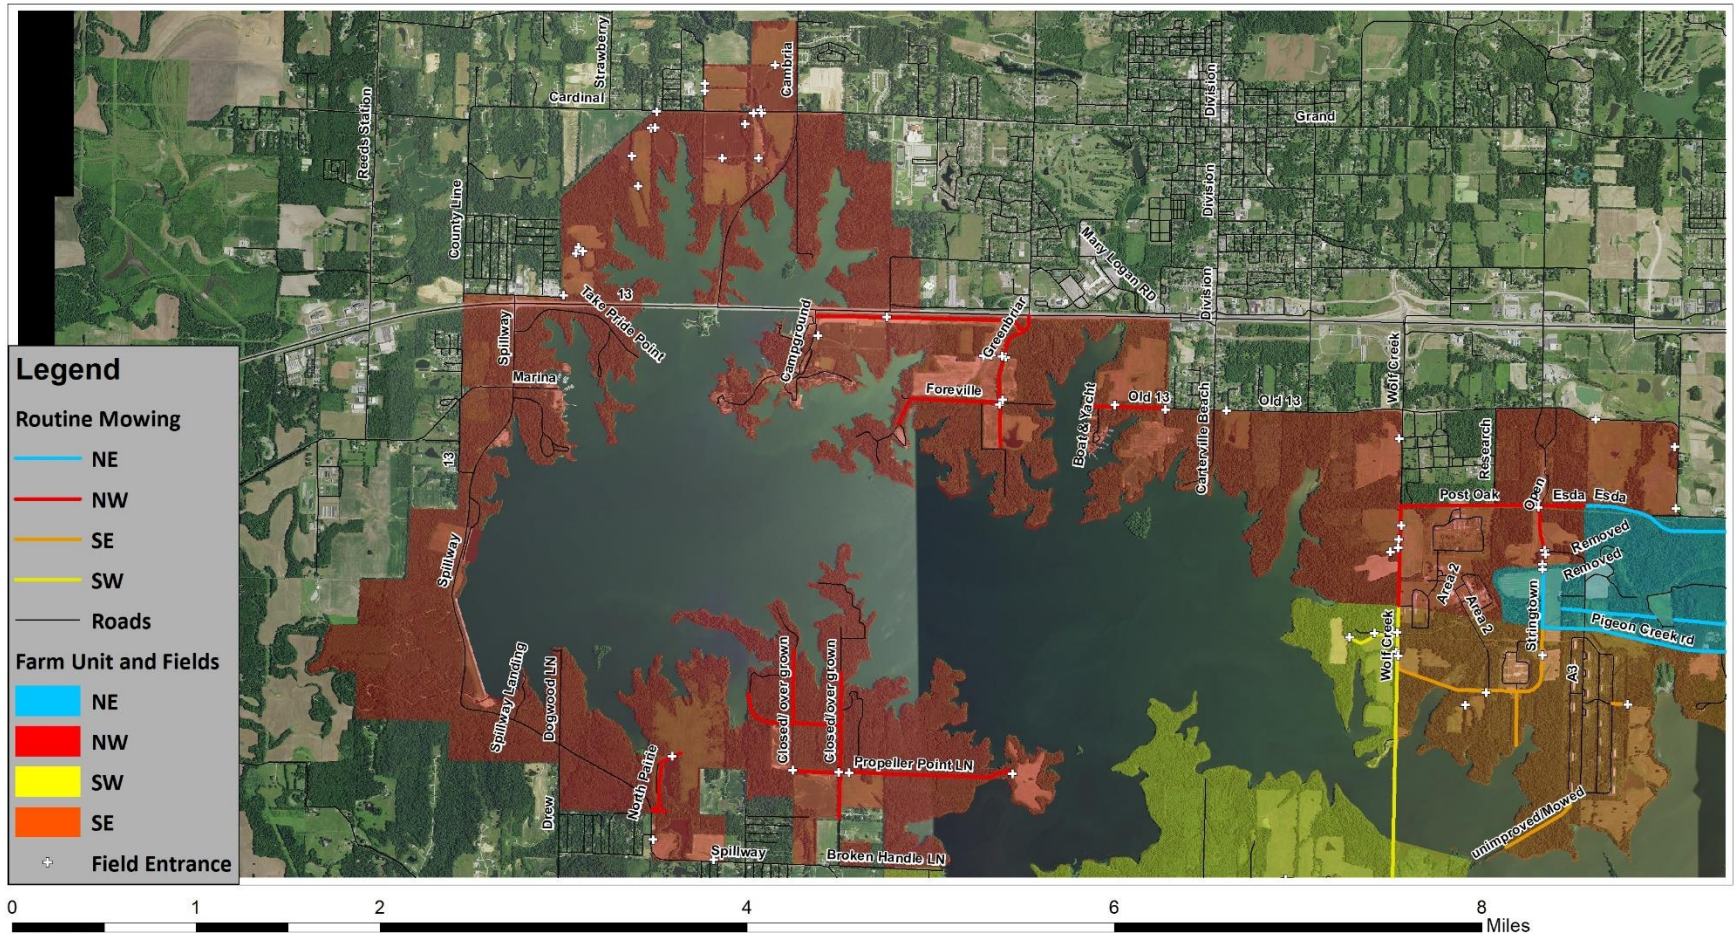 Strawberry
Cambria
Cardinal
Reeds Station
Division
Grand
County Line
Division
Mary Logan RD
Division
13
Take Pride Point
Spillway
Campground
Greenbriar
Wolf Creek
Marina
Foreville
Boat & Yacht
Old 13
Carterville Beach
Old 13
Research
13
Post Oak
Open
Esda
Esda
Removed
Removed
Spillway
Area 2
Area 2
Stringtown
Pigeon Creek rd
Wolf Creek
A3
Spillway Landing
Dogwood LN
Closed/over grown
Closed/over grown
North Pairie
Propeller Point LN
Drew
unimproved/Mowed
Spillway
Broken Handle LN
Legend
Routine Mowing
NE
NW
SE
SW
Roads
Farm Unit and Fields
NE
NW
SW
SE
Field Entrance
0 1 2 4 6 8
Miles